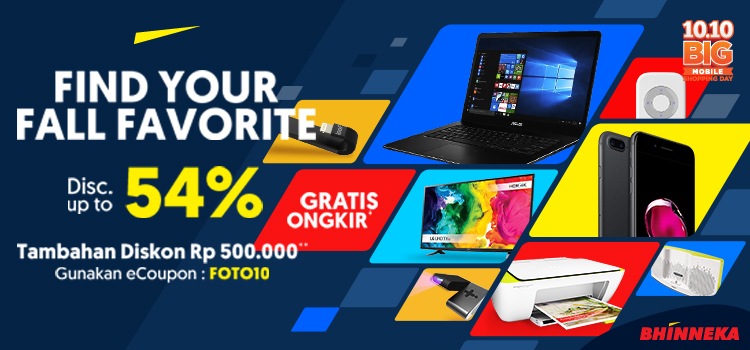 FIND YOUR
FALL FAVORITE
Disc.
up to
54%
GRATIS
ONGKIR*
Tambahan Diskon Rp 500.000**
Gunakan eCoupon : FOTO10
10.10
BIG
MOBILE
SHOPPING DAY
ASUS
BHINNEKA